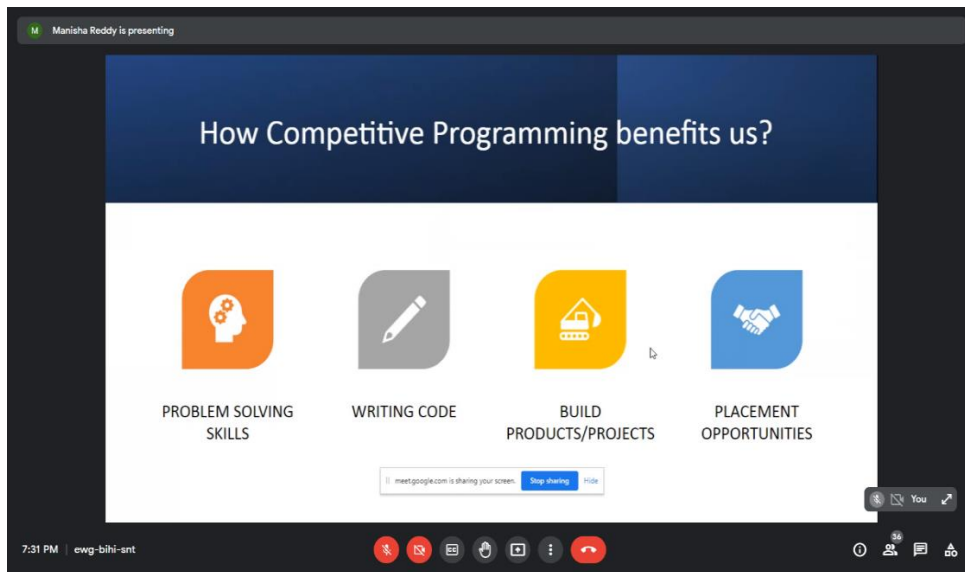 M Manisha Reddy is presenting
How Competitive Programming benefits us?
PROBLEM SOLVING
SKILLS
WRITING CODE
BUILD
PRODUCTS/PROJECTS
PLACEMENT
OPPORTUNITIES
meet.google.com is sharing your screen. Stop sharing Hide
You
7:31 PM | ewg-bihi-snt
CC
36